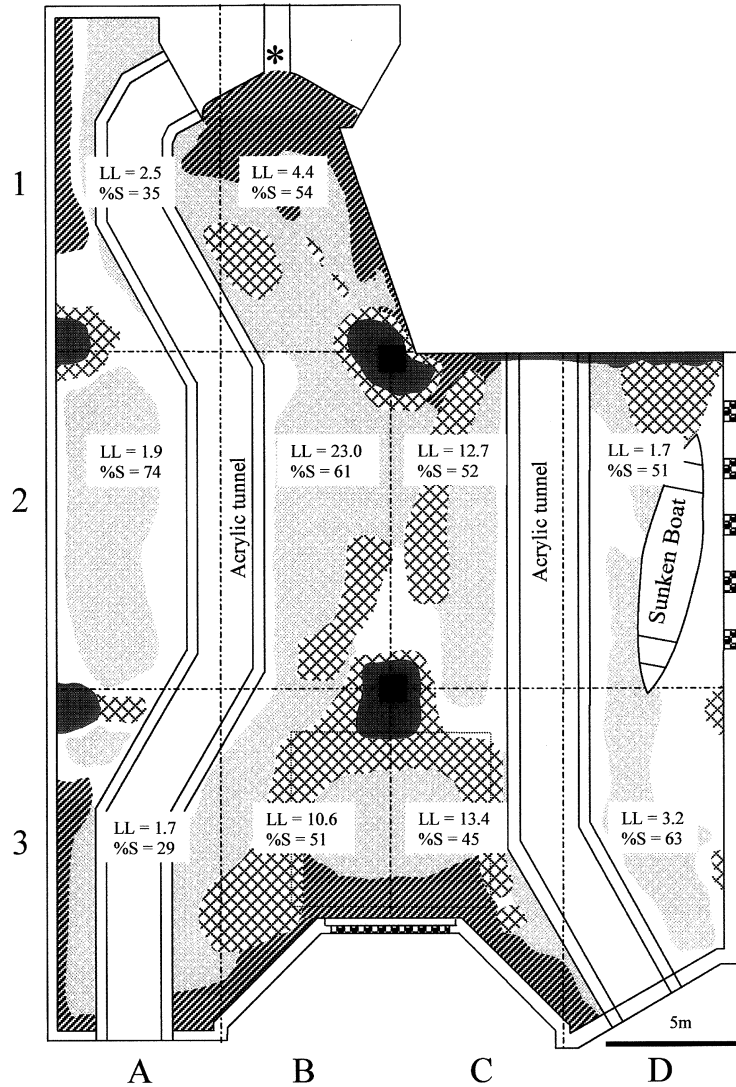 *
1
LL = 2.5
%S = 35
LL = 4.4
%S = 54
2
LL = 1.9
%S = 74
LL = 23.0
%S = 61
LL = 12.7
%S = 52
LL = 1.7
%S = 51
Acrylic tunnel
Acrylic tunnel
Sunken Boat
3
LL = 1.7
%S = 29
LL = 10.6
%S = 51
LL = 13.4
%S = 45
LL = 3.2
%S = 63
5m
A
B
C
D